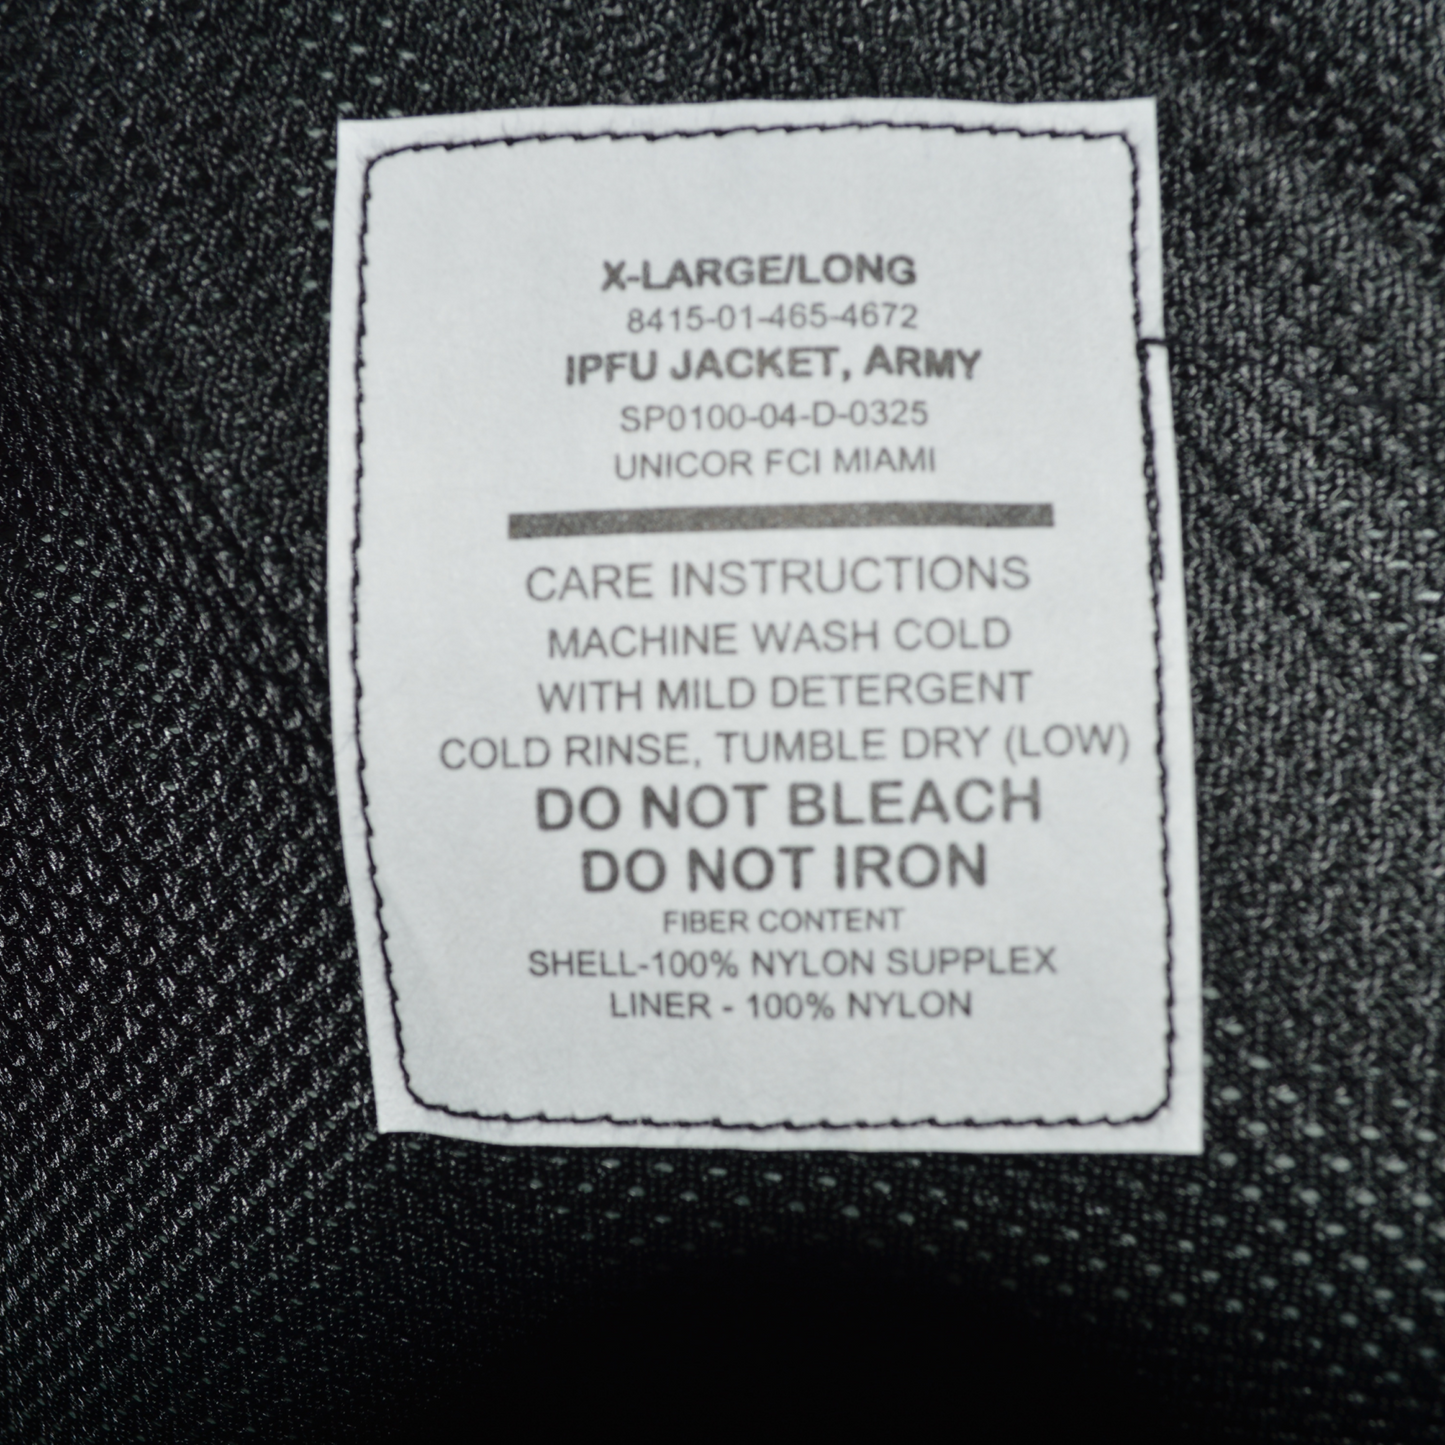 X-LARGE/LONG
8415-01-465-4672
IPFU JACKET, ARMY
SP0100-04-D-0325
UNICOR FCI MIAMI
CARE INSTRUCTIONS
MACHINE WASH COLD
WITH MILD DETERGENT
COLD RINSE, TUMBLE DRY (LOW)
DO NOT BLEACH
DO NOT IRON
FIBER CONTENT
SHELL-100% NYLON SUPPLEX
LINER - 100% NYLON